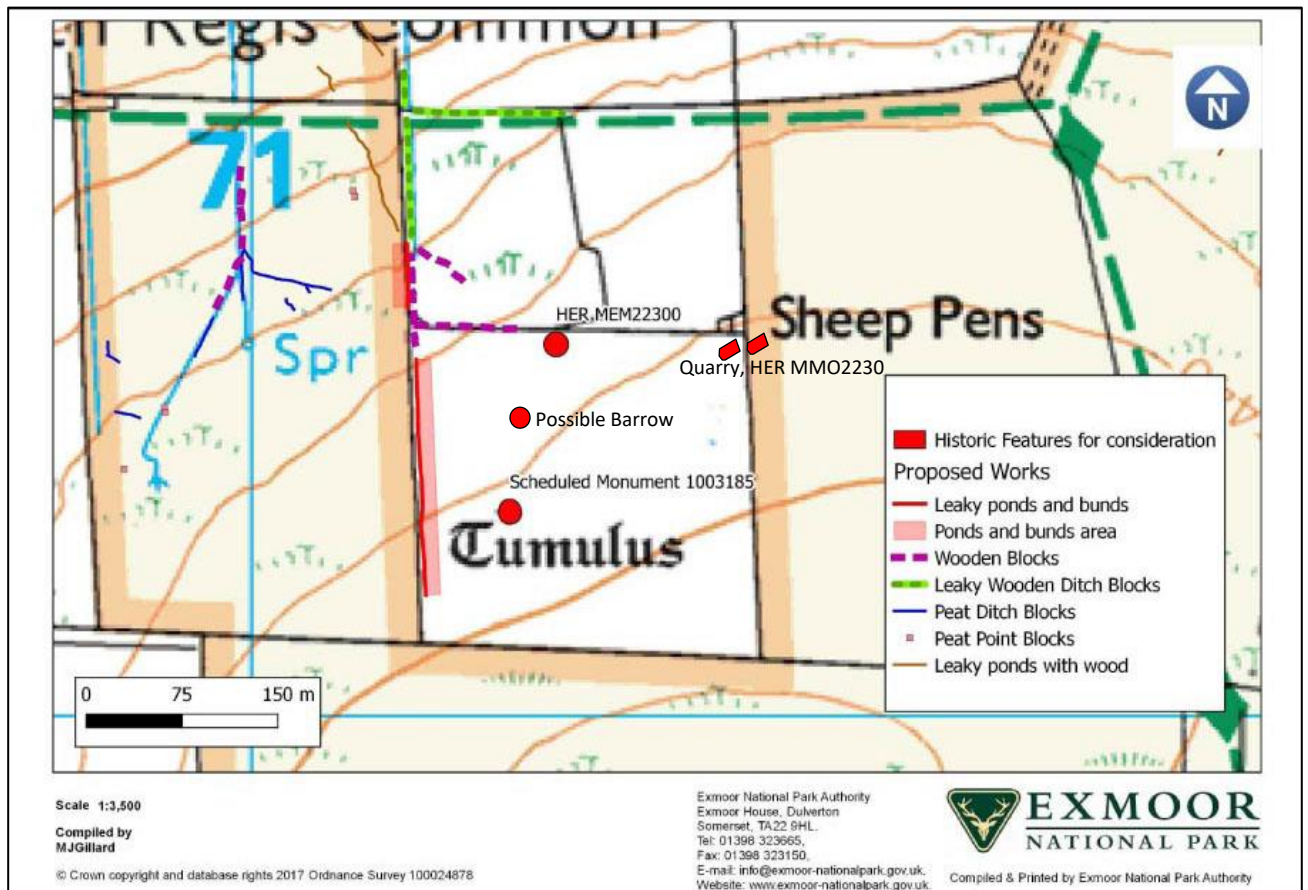 Regis Common
N
71
HER,MEM22300
Sheep Pens
Spr
Quarry, HER MMO2230
Possible Barrow
Scheduled Monument 1003185
Tumulus
Historic Features for consideration
Proposed Works
Leaky ponds and bunds
Ponds and bunds area
Wooden Blocks
Leaky Wooden Ditch Blocks
Peat Ditch Blocks
Peat Point Blocks
Leaky ponds with wood
0 75 150 m
Scale 1:3,500
Compiled by
MJGillard
© Crown copyright and database rights 2017 Ordnance Survey 100024878
Exmoor National Park Authority
Exmoor House, Dulverton
Somerset, TA22 9HL.
Tel: 01398 323665,
Fax: 01398 323150,
E-mail: info@exmoor-nationalpark.gov.uk.
Website: www.exmoor-nationalpark.gov.uk.
EXMOOR
NATIONAL PARK
Compiled & Printed by Exmoor National Park Authority